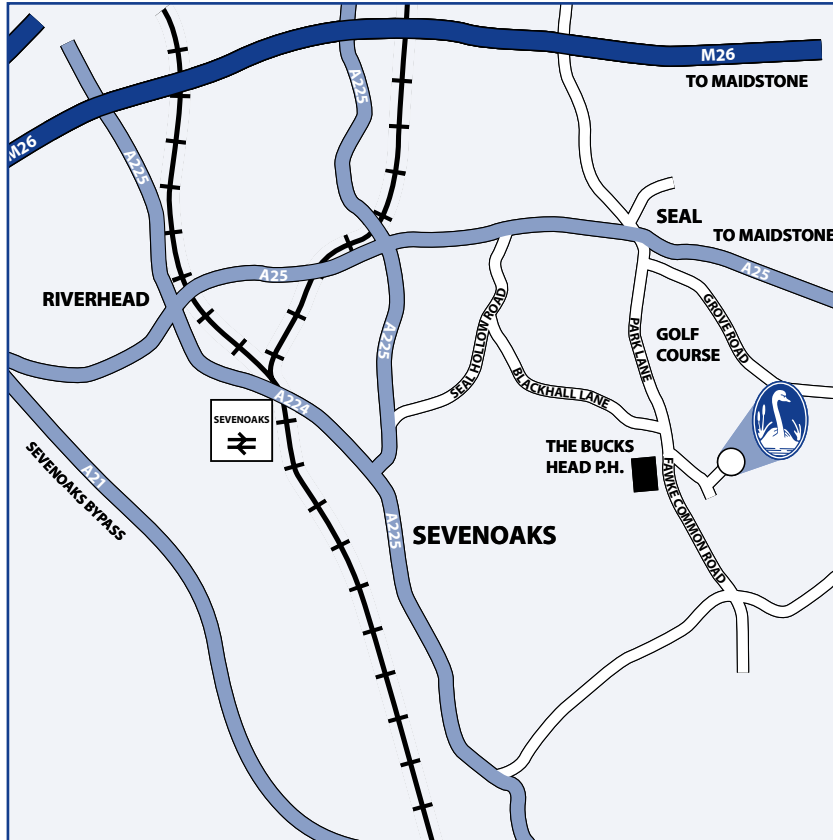 M26
TO MAIDSTONE
A225
M26
A225
SEAL
TO MAIDSTONE
A25
A25
RIVERHEAD
GROVE ROAD
SEAL HOLLOW ROAD
PARK LANE
GOLF
COURSE
A225
BLACKHALL LANE
A224
SEVENOAKS
THE BUCKS
HEAD P.H.
A21
SEVENOAKS BYPASS
FAWKE COMMON ROAD
A225
SEVENOAKS